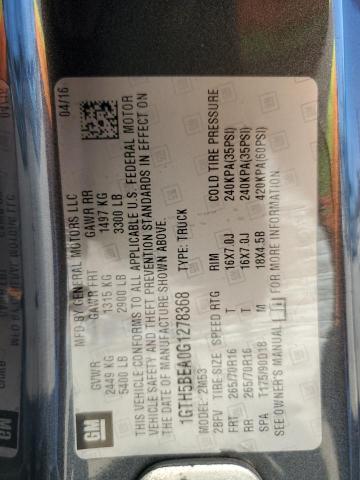 GM
MFD BY GENERAL MOTORS LLC 04/16
GVWR GAWR FRT GAWR RR
2449 KG 1315 KG 1497 KG
5400 LB 2900 LB 3300 LB
THIS VEHICLE CONFORMS TO ALL APPLICABLE U.S. FEDERAL MOTOR
VEHICLE SAFETY AND THEFT PREVENTION STANDARDS IN EFFECT ON
THE DATE OF MANUFACTURE SHOWN ABOVE.
1GTH5BEA0G1278368 TYPE: TRUCK
MODEL: 2M53
2BFV TIRE-SIZE SPEED RTG RIM COLD TIRE PRESSURE
FRT 265/70R16 T 16X7.0J 240KPA(35PSI)
RR 265/70R16 T 16X7.0J 240KPA(35PSI)
SPA T175/90D18 M 18X4.5B 420KPA(60PSI)
SEE OWNER'S MANUAL FOR MORE INFORMATION